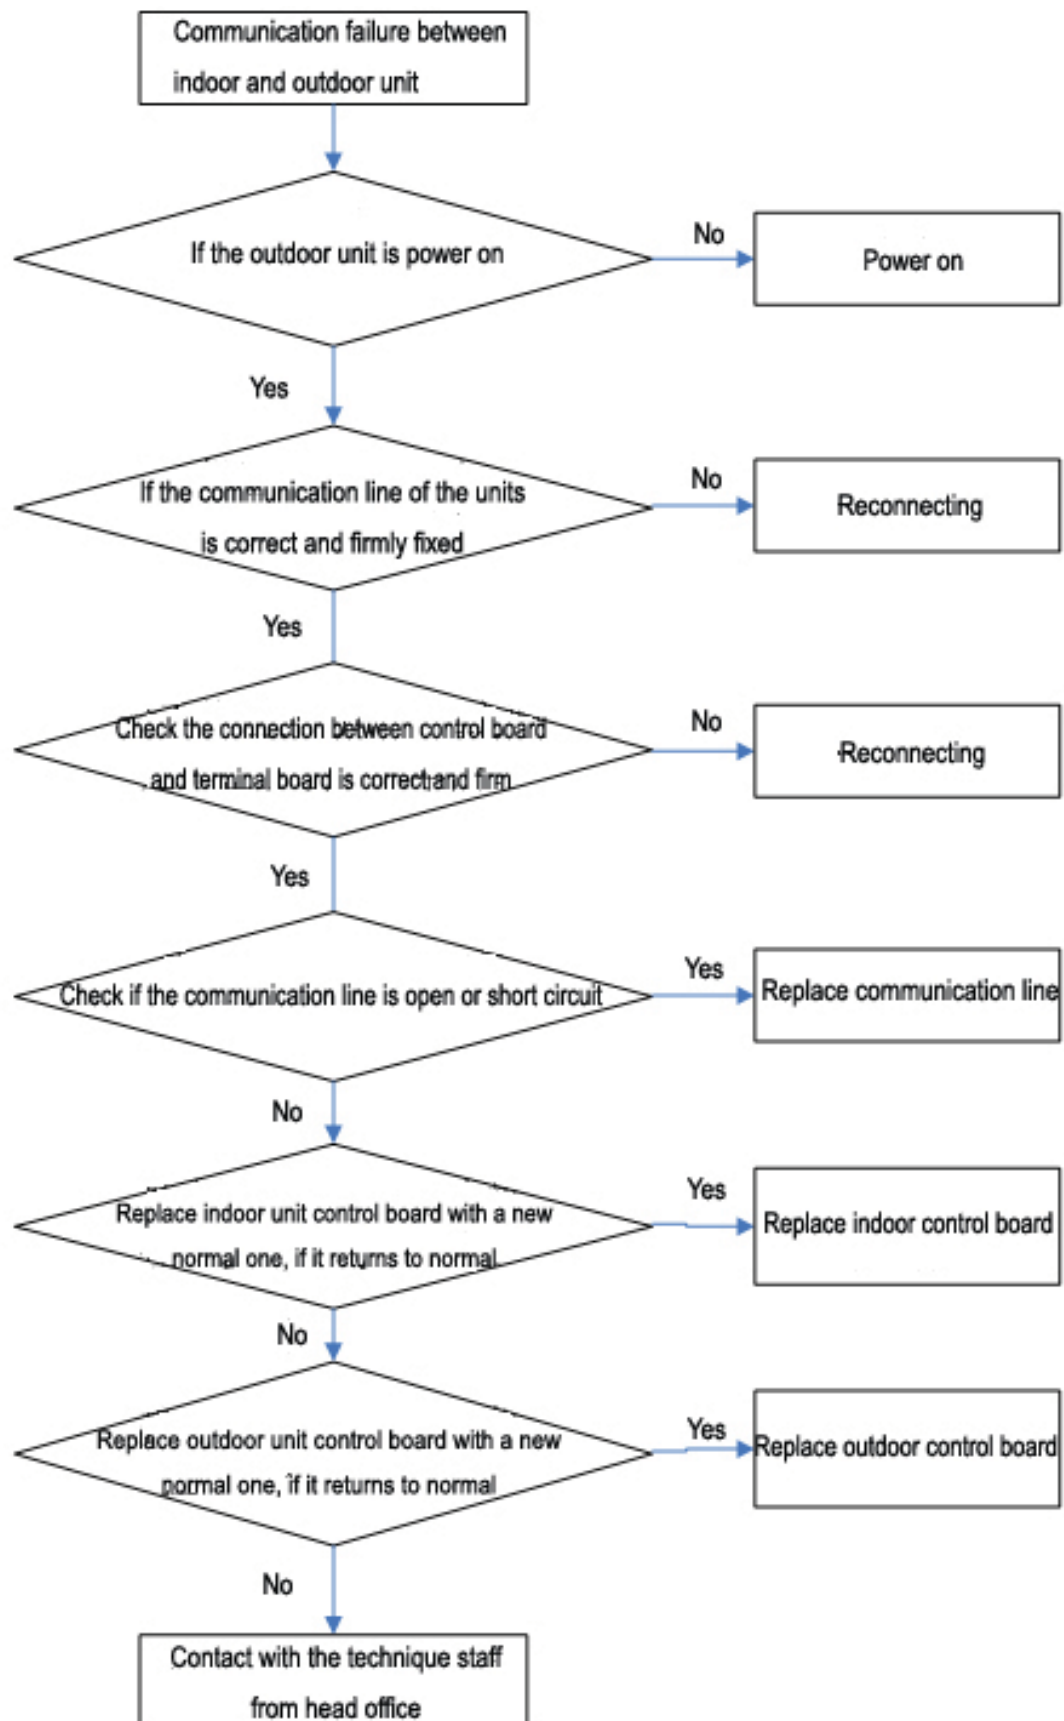 Communication failure between
indoor and outdoor unit
If the outdoor unit is power on
No
Power on
Yes
If the communication line of the units
is correct and firmly fixed
No
Reconnecting
Yes
Check the connection between control board
and terminal board is correct and firm
No
Reconnecting
Yes
Check if the communication line is open or short circuit
Yes
Replace communication line
No
Replace indoor unit control board with a new
normal one, if it returns to normal
Yes
Replace indoor control board
No
Replace outdoor unit control board with a new
normal one, if it returns to normal
Yes
Replace outdoor control board
No
Contact with the technique staff
from head office